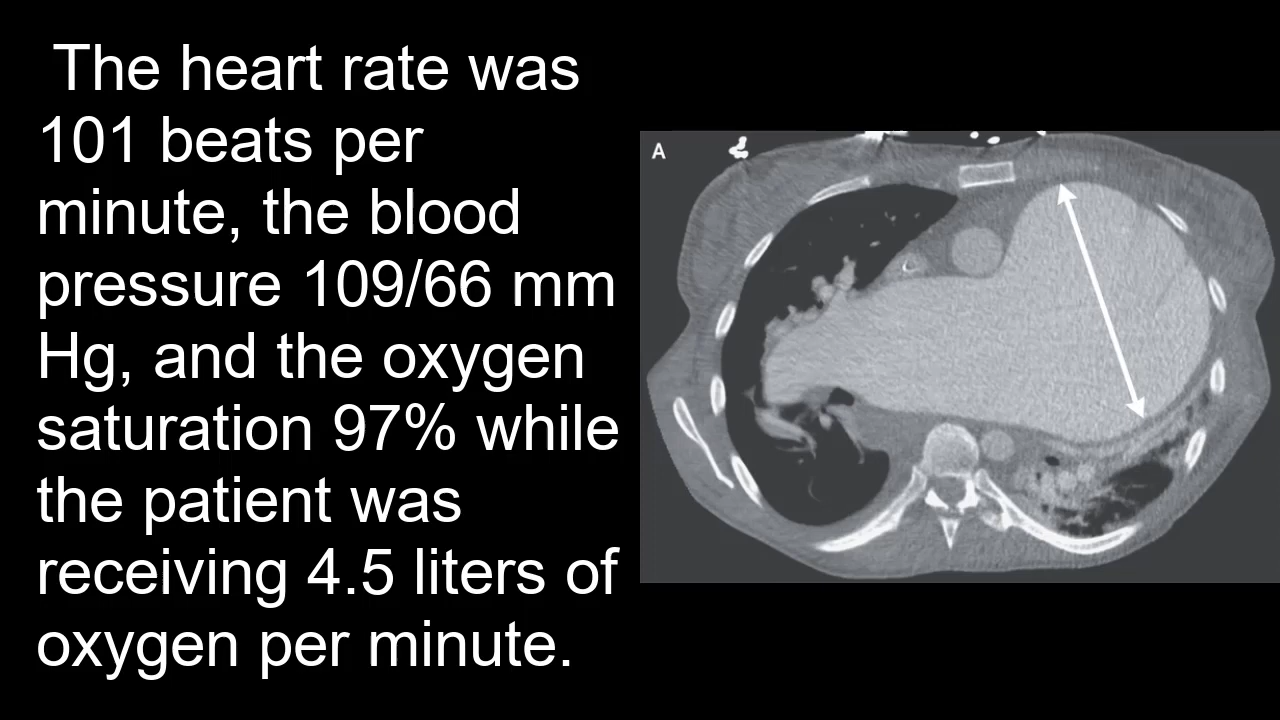 The heart rate was
101 beats per
minute, the blood
pressure 109/66 mm
Hg, and the oxygen
saturation 97% while
the patient was
receiving 4.5 liters of
oxygen per minute.
A